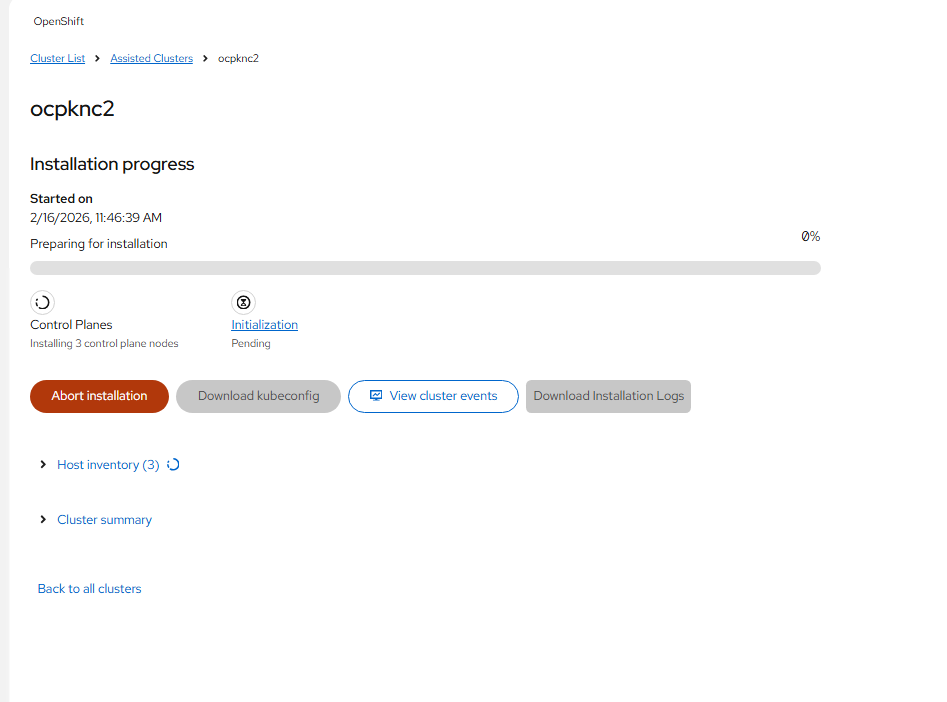 OpenShift
Cluster List > Assisted Clusters > ocpknc2
ocpknc2
Installation progress
Started on
2/16/2026, 11:46:39 AM
Preparing for installation
0%
Control Planes
Installing 3 control plane nodes
Initialization
Pending
Abort installation
Download kubeconfig
View cluster events
Download Installation Logs
Host inventory (3)
Cluster summary
Back to all clusters